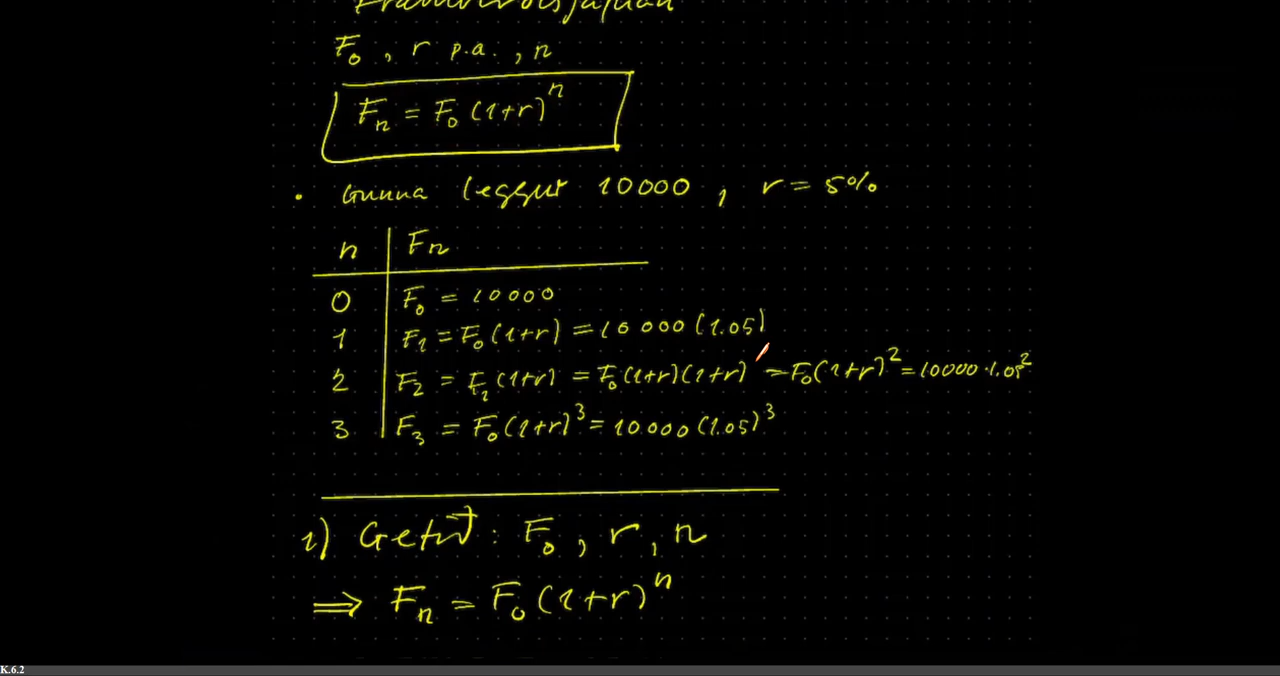 F₀, r p.a., n
Fₙ = F₀ (1+r)ⁿ
• Gunna leggur 10000, r = 5%
n | Fₙ
0 | F₀ = 10000
1 | F₁ = F₀ (1+r) = 10 000 (1.05)
2 | F₂ = F₁ (1+r) = F₀ (1+r)(1+r) = F₀ (1+r)² = 10000 · 1.05²
3 | F₃ = F₀ (1+r)³ = 10.000 (1.05)³
1) Getið: F₀, r, n
⇒ Fₙ = F₀ (1+r)ⁿ
K.6.2